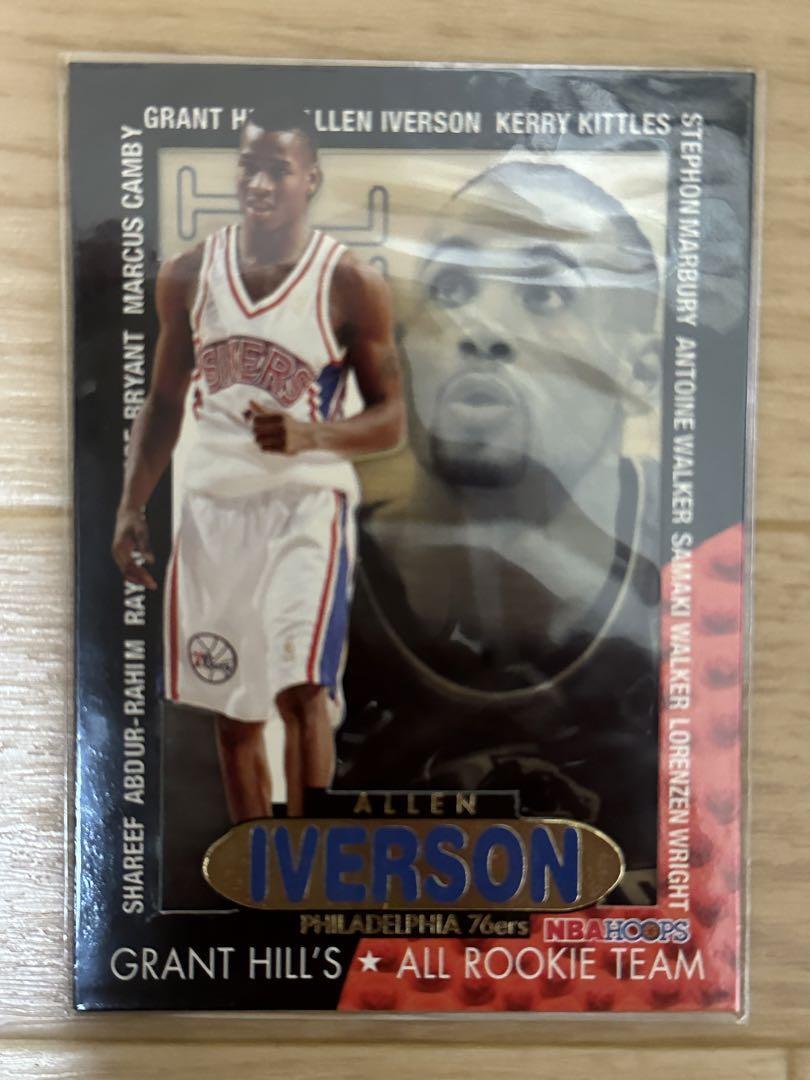 GRANT H ALLEN IVERSON KERRY KITTLES
STEPHON MARBURY ANTOINE WALKER SAMAKI WALKER LORENZEN WRIGHT
SHAREEF ABDUR-RAHIM RAY BRYANT MARCUS CAMBY
SIXERS
ALLEN
IVERSON
PHILADELPHIA 76ers
NBA HOOPS
GRANT HILL'S ★ ALL ROOKIE TEAM